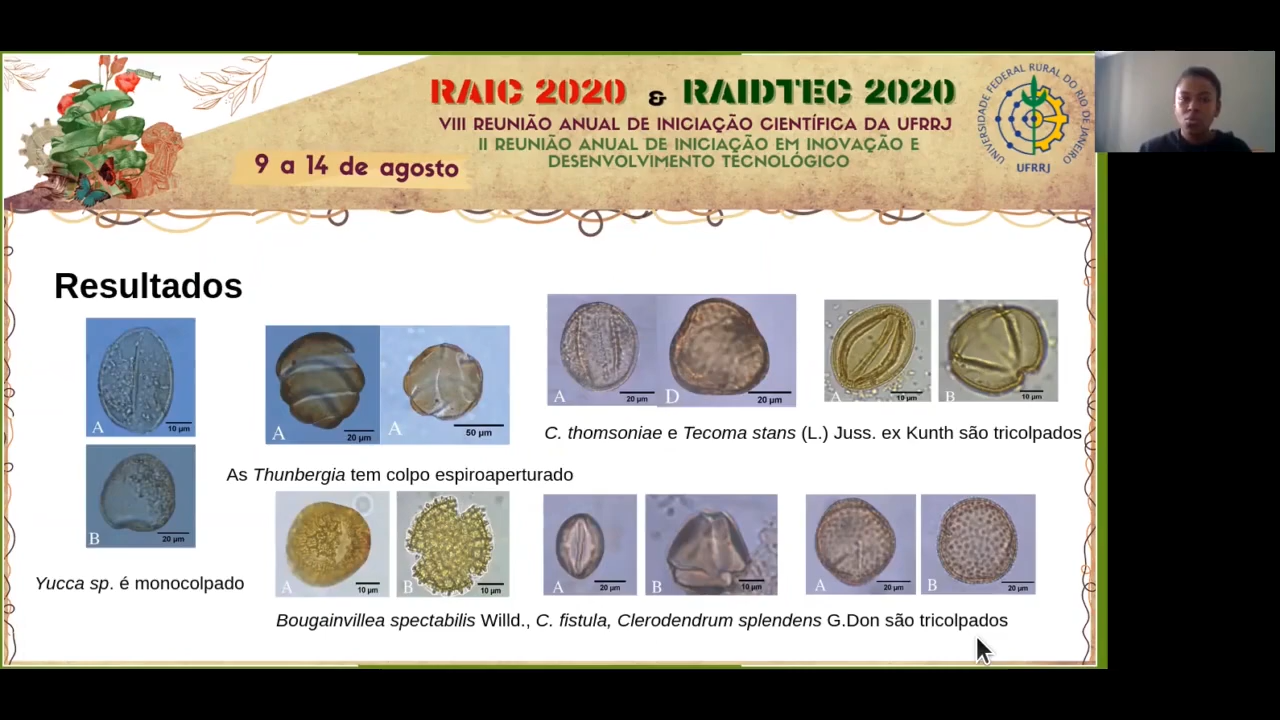 RAIC 2020 & RAIDTEC 2020
VIII REUNIÃO ANUAL DE INICIAÇÃO CIENTÍFICA DA UFRRJ
II REUNIÃO ANUAL DE INICIAÇÃO EM INOVAÇÃO E
DESENVOLVIMENTO TECNOLÓGICO
9 a 14 de agosto
UNIVERSIDADE FEDERAL RURAL DO RIO DE JANEIRO
UFRRJ
Resultados
A 10 µm
B 20 µm
Yucca sp. é monocolpado
A 20 µm
A 50 µm
As Thunbergia tem colpo espiroaperturado
A 20 µm
D 20 µm
A 10 µm
B 10 µm
C. thomsoniae e Tecoma stans (L.) Juss. ex Kunth são tricolpados
A 10 µm
B 10 µm
A 20 µm
B 10 µm
A 20 µm
B 20 µm
Bougainvillea spectabilis Willd., C. fistula, Clerodendrum splendens G.Don são tricolpados